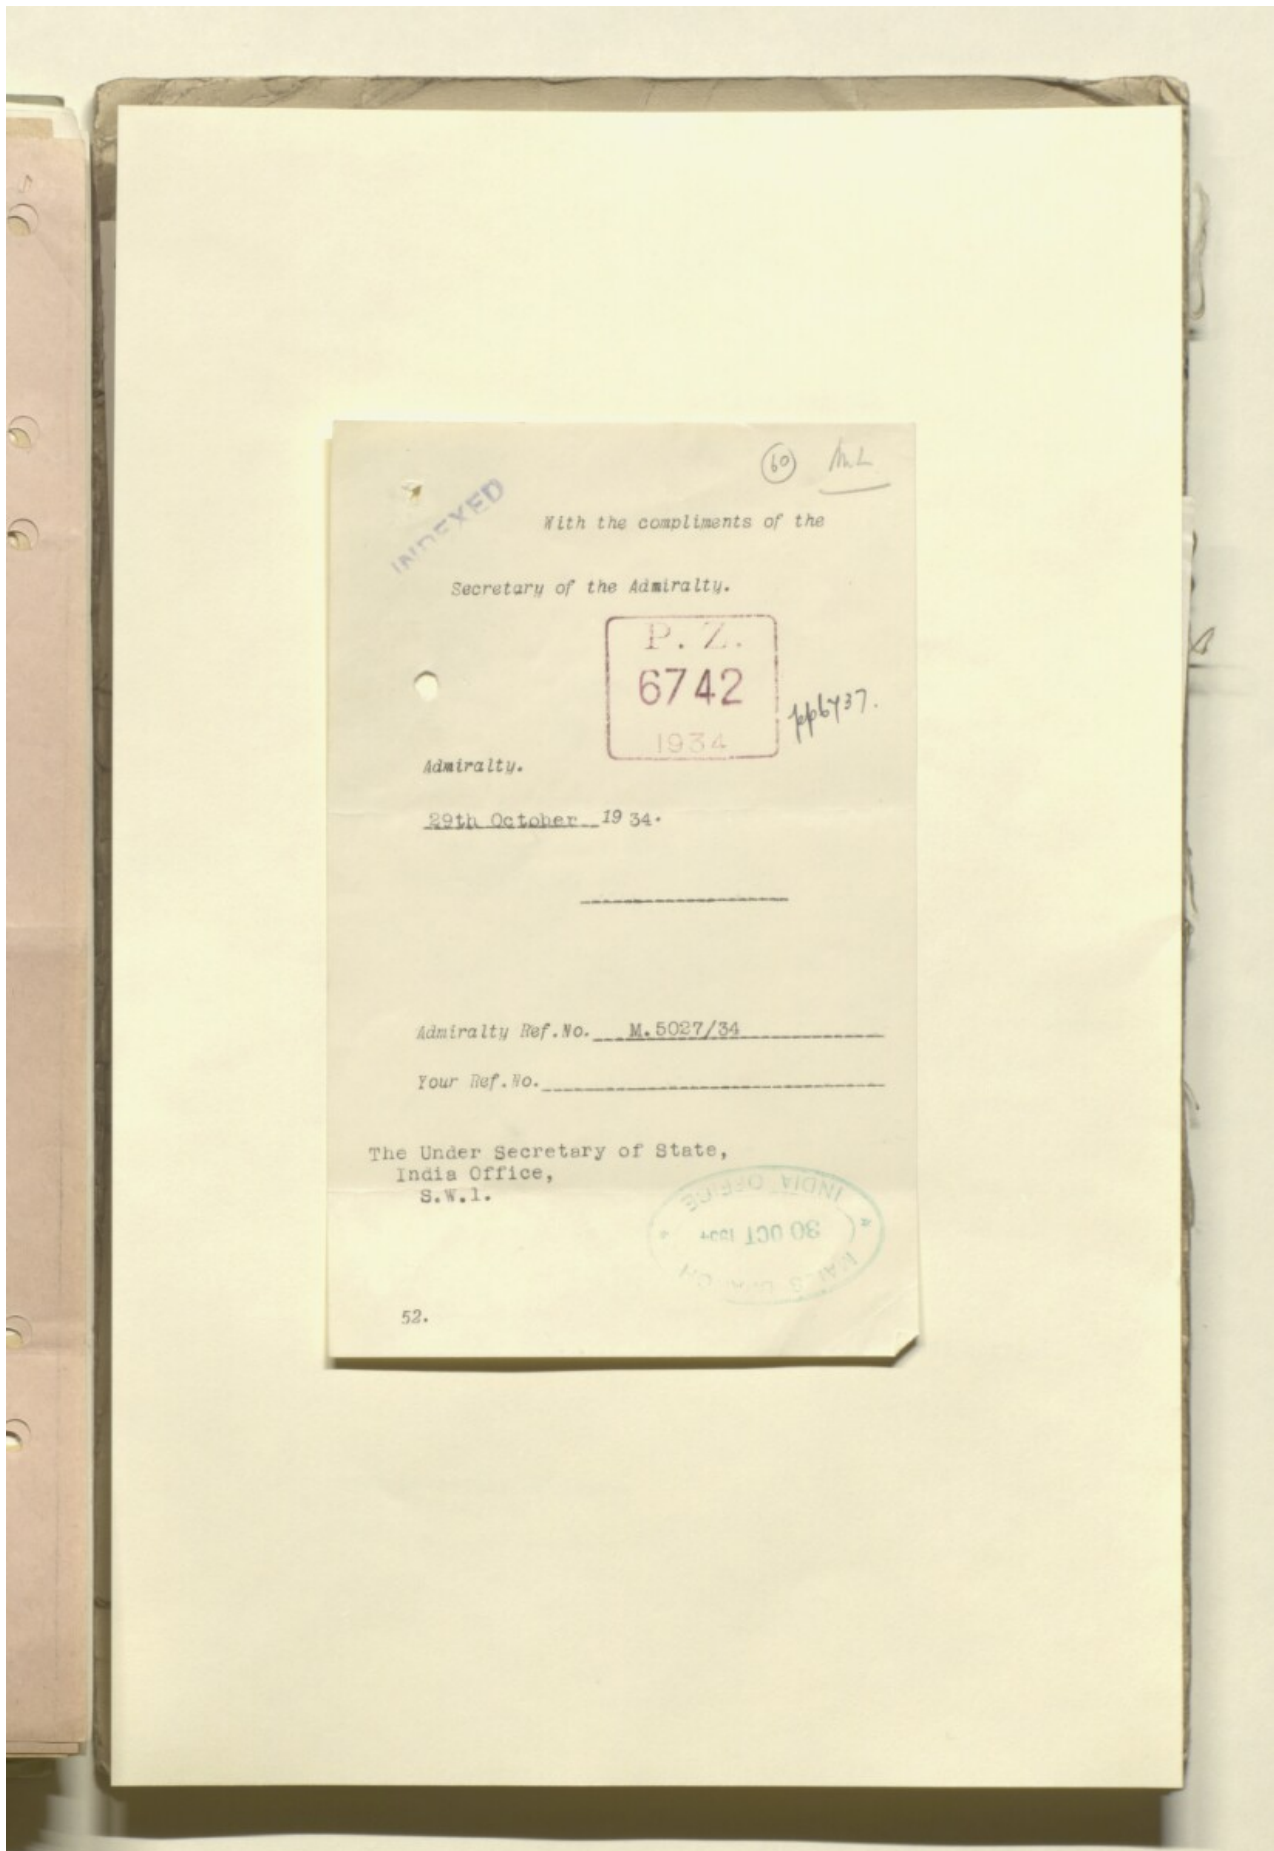 60
INDEXED
With the compliments of the
Secretary of the Admiralty.
P. Z.
6742
1934
Admiralty.
29th October 1934.
Admiralty Ref.No. M.5027/34
Your Ref.No.
The Under Secretary of State,
India Office,
S.W.1.
INDIA OFFICE
30 OCT 1934
52.